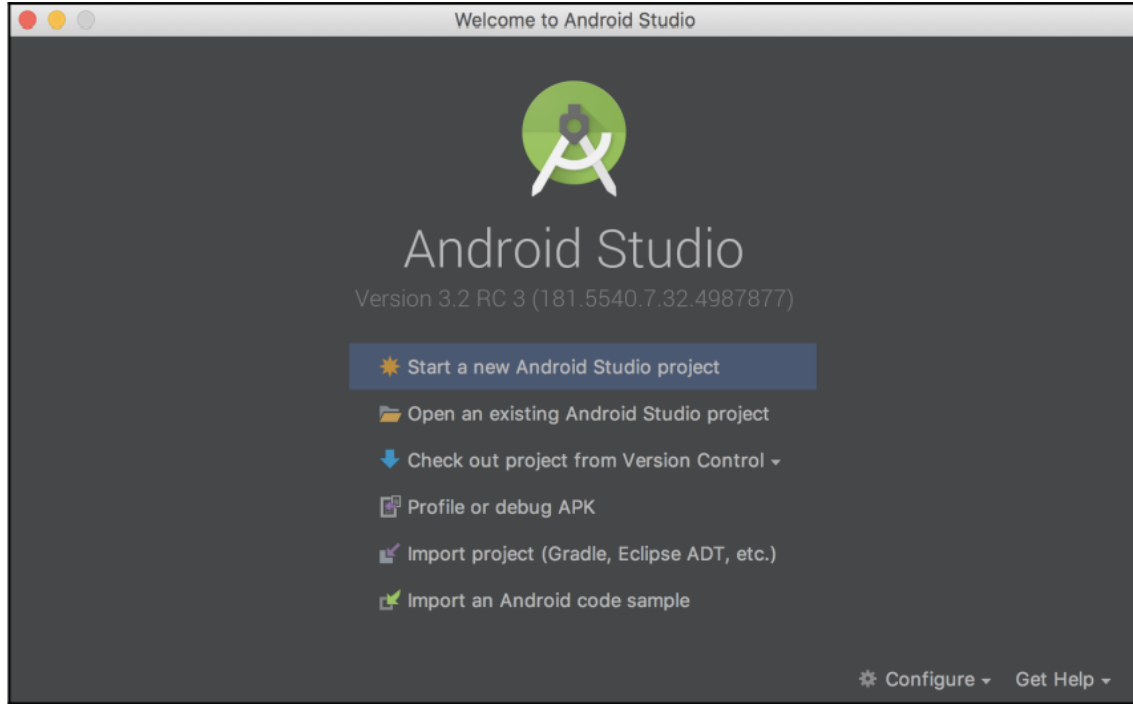 Welcome to Android Studio
Android Studio
Version 3.2 RC 3 (181.5540.7.32.4987877)
Start a new Android Studio project
Open an existing Android Studio project
Check out project from Version Control
Profile or debug APK
Import project (Gradle, Eclipse ADT, etc.)
Import an Android code sample
Configure Get Help